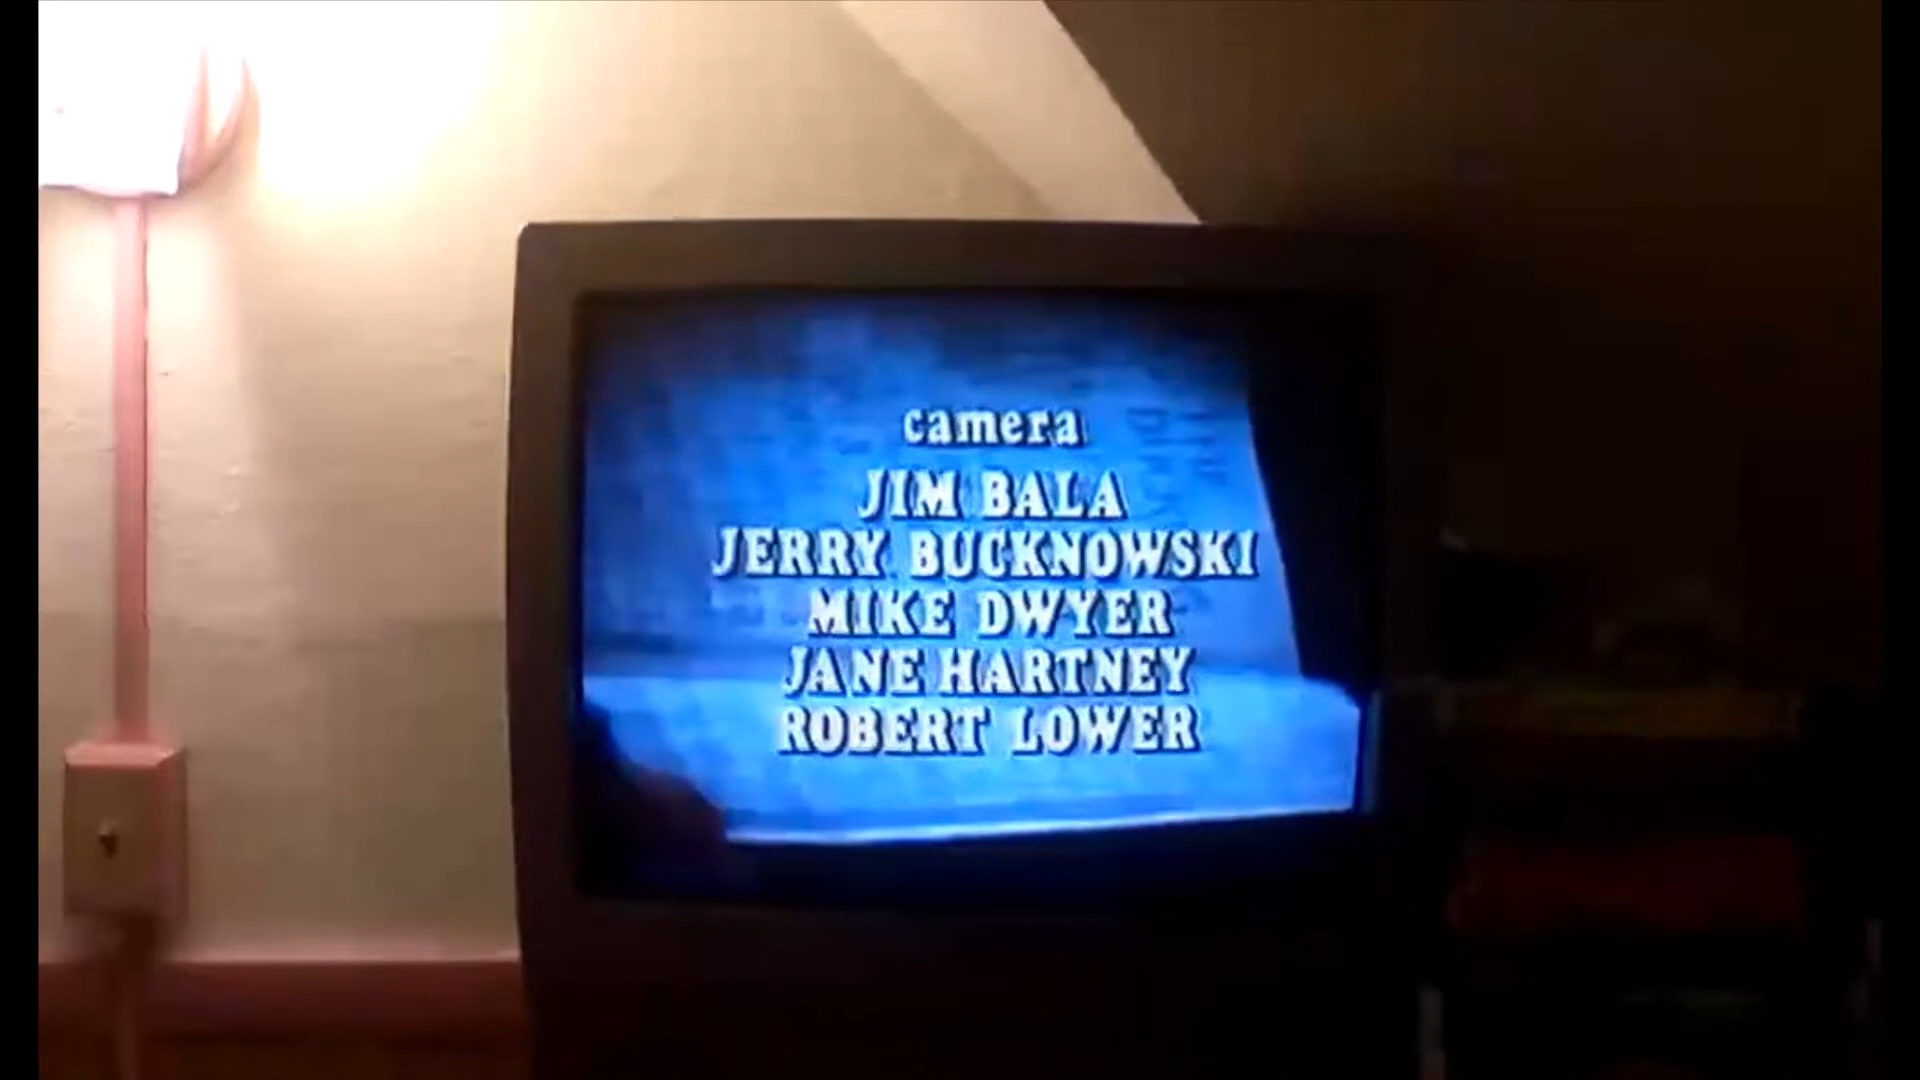 camera
JIM BALA
JERRY BUCKNOWSKI
MIKE DWYER
JANE HARTNEY
ROBERT LOWER